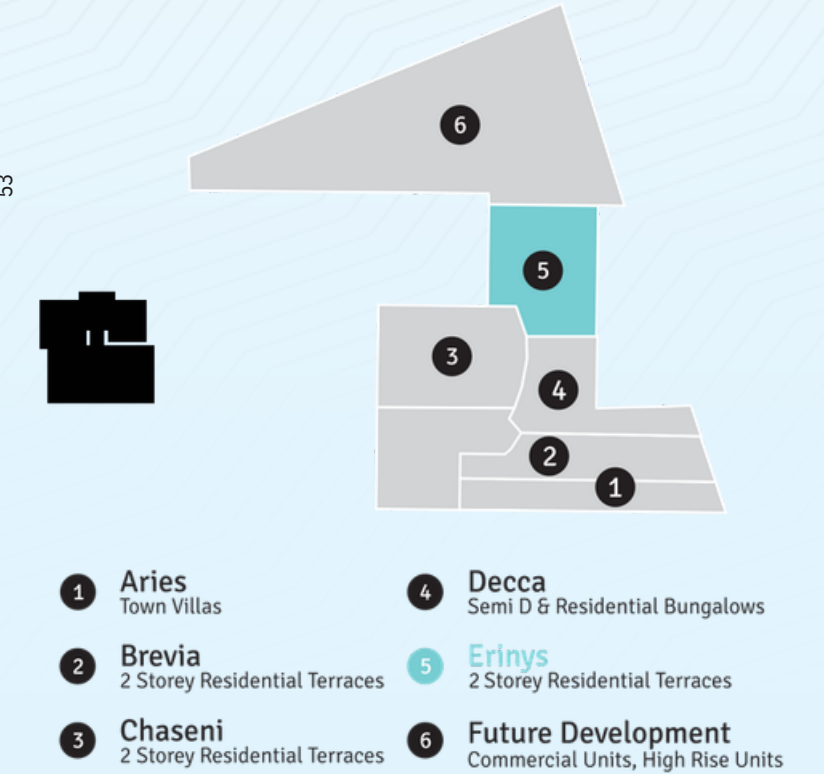 6
53
5
3
4
2
1
1 Aries
Town Villas
4 Decca
Semi D & Residential Bungalows
2 Brevia
2 Storey Residential Terraces
5 Erinys
2 Storey Residential Terraces
3 Chaseni
2 Storey Residential Terraces
6 Future Development
Commercial Units, High Rise Units